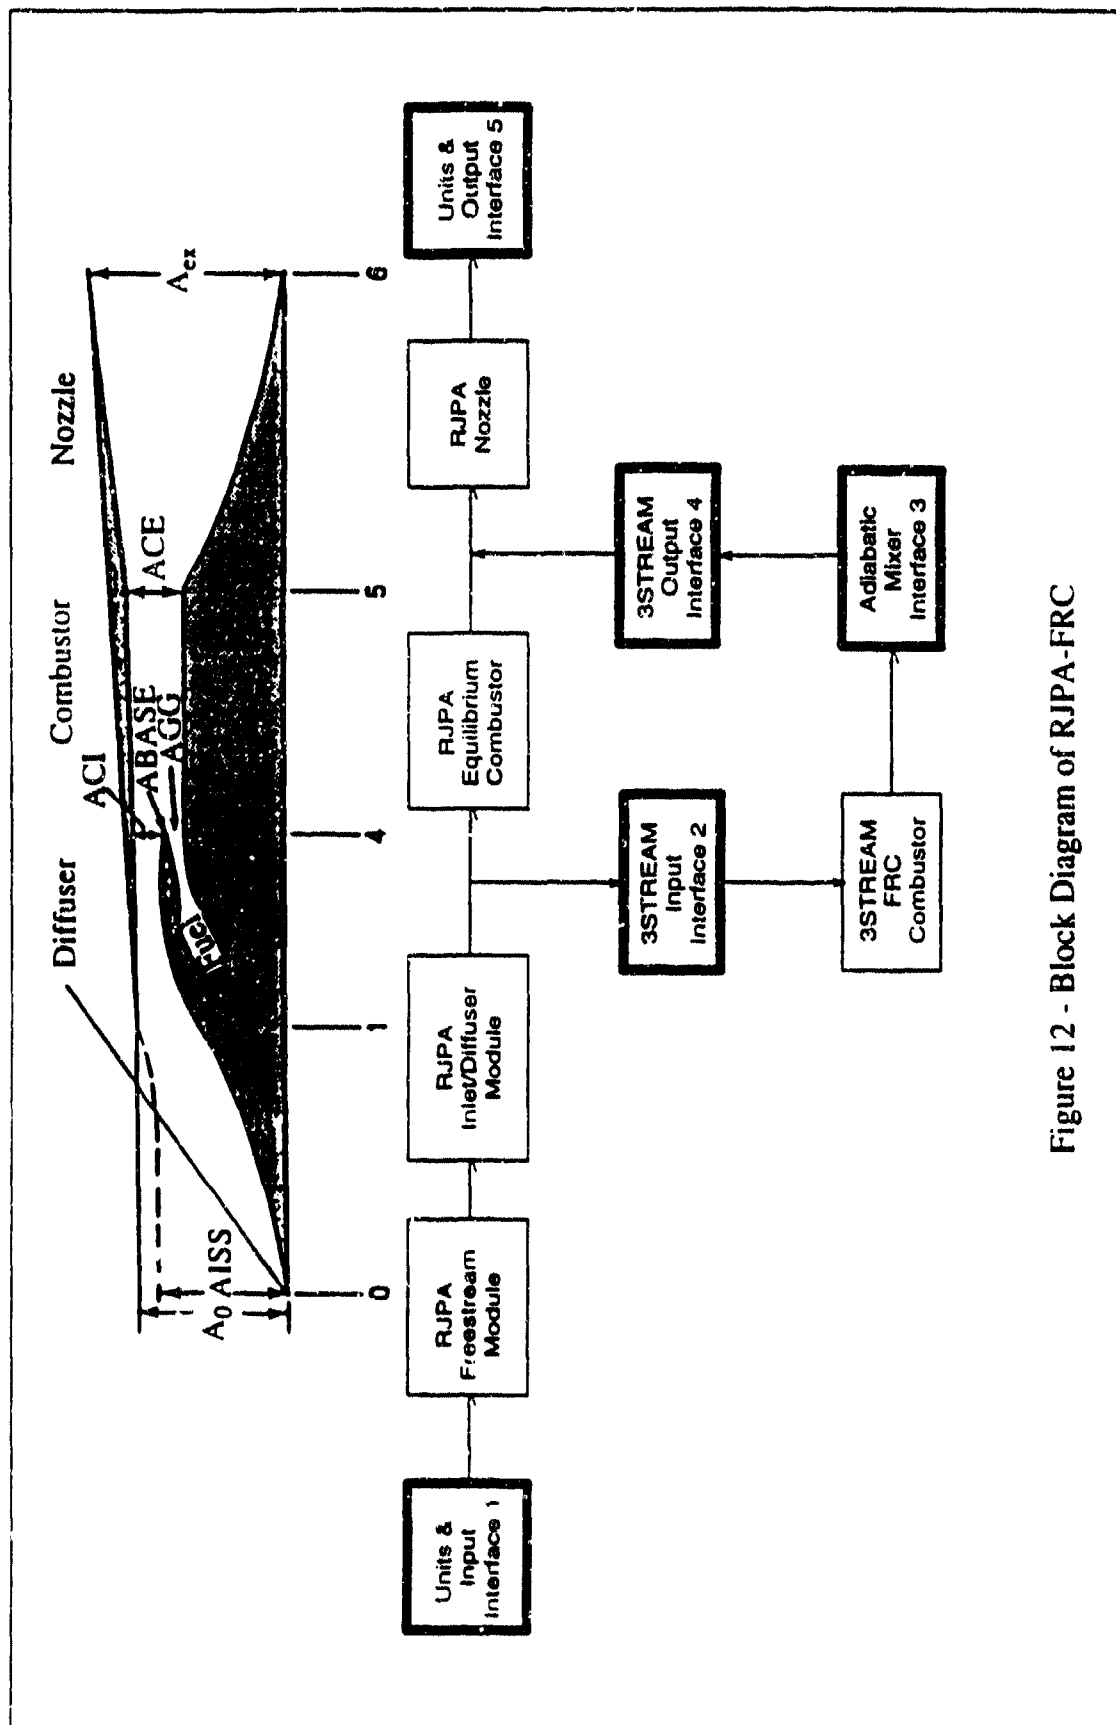 Diffuser
Combustor
Nozzle
ACI
ABASE
AGG
ACE
A₀
AISS
Fuel
Aₑₓ
0
1
4
5
6
Units &
Input
Interface 1
RJPA
Freestream
Module
RJPA
Inlet/Diffuser
Module
RJPA
Equilibrium
Combustor
RJPA
Nozzle
Units &
Output
Interface 5
3STREAM
Input
Interface 2
3STREAM
Output
Interface 4
3STREAM
FRC
Combustor
Adiabatic
Mixer
Interface 3
Figure 12 - Block Diagram of RJPA-FRC